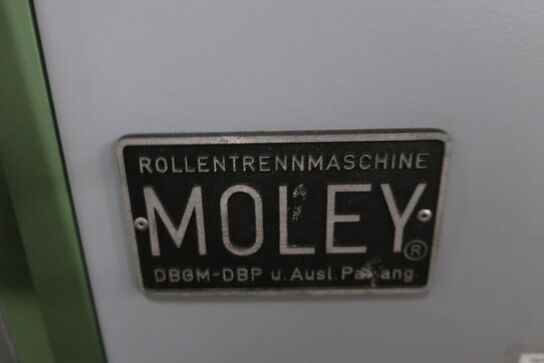 ROLLENTRENNMASCHINE
MOLEY®
DBGM-DBP u. Ausl. Pat. ang.